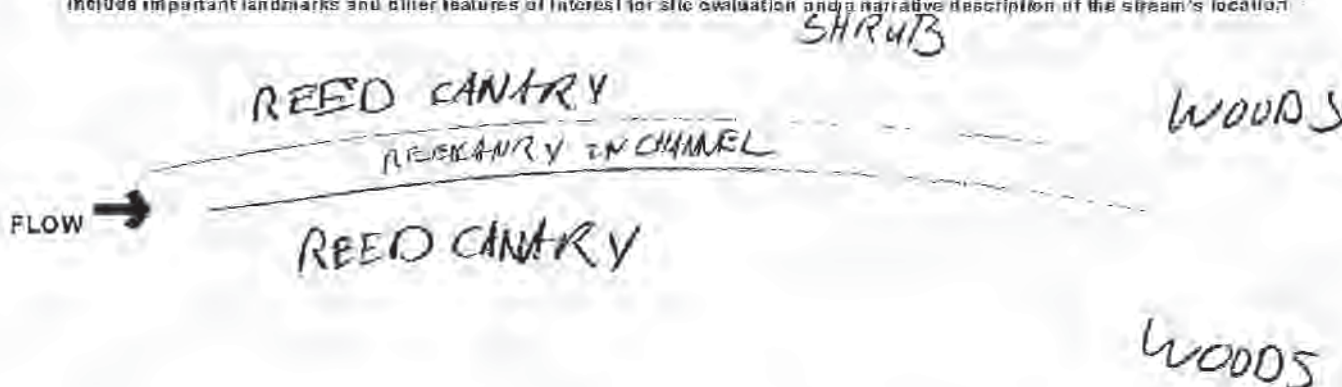 Include important landmarks and other features of interest for site evaluation and a narrative description of the stream's location
SHRUB
REED CANARY
WOODS
IN CHANNEL
FLOW
REED CANARY
WOODS